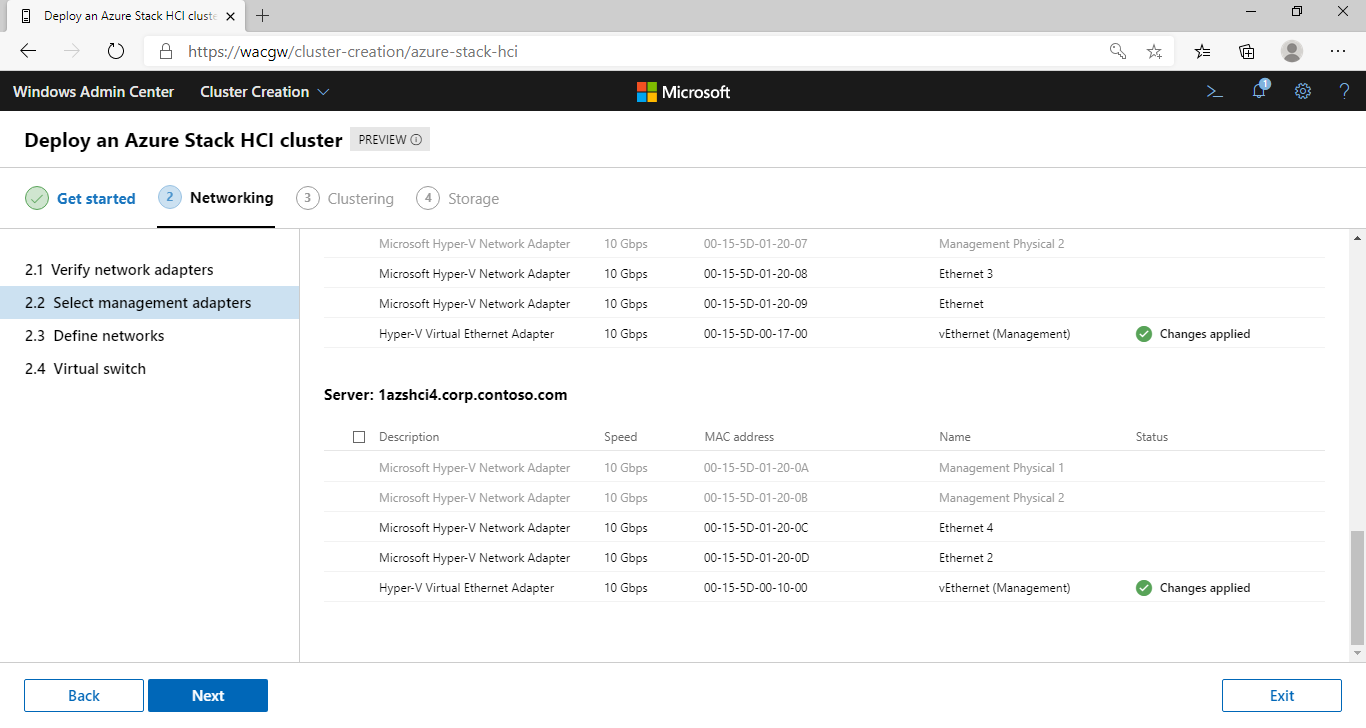 Deploy an Azure Stack HCI cluste
https://wacgw/cluster-creation/azure-stack-hci
Windows Admin Center Cluster Creation Microsoft 1 ?
Deploy an Azure Stack HCI cluster PREVIEW
Get started 2 Networking 3 Clustering 4 Storage
2.1 Verify network adapters
2.2 Select management adapters
2.3 Define networks
2.4 Virtual switch
Microsoft Hyper-V Network Adapter 10 Gbps 00-15-5D-01-20-07 Management Physical 2
Microsoft Hyper-V Network Adapter 10 Gbps 00-15-5D-01-20-08 Ethernet 3
Microsoft Hyper-V Network Adapter 10 Gbps 00-15-5D-01-20-09 Ethernet
Hyper-V Virtual Ethernet Adapter 10 Gbps 00-15-5D-00-17-00 vEthernet (Management) Changes applied
Server: 1azshci4.corp.contoso.com
Description Speed MAC address Name Status
Microsoft Hyper-V Network Adapter 10 Gbps 00-15-5D-01-20-0A Management Physical 1
Microsoft Hyper-V Network Adapter 10 Gbps 00-15-5D-01-20-0B Management Physical 2
Microsoft Hyper-V Network Adapter 10 Gbps 00-15-5D-01-20-0C Ethernet 4
Microsoft Hyper-V Network Adapter 10 Gbps 00-15-5D-01-20-0D Ethernet 2
Hyper-V Virtual Ethernet Adapter 10 Gbps 00-15-5D-00-10-00 vEthernet (Management) Changes applied
Back Next Exit